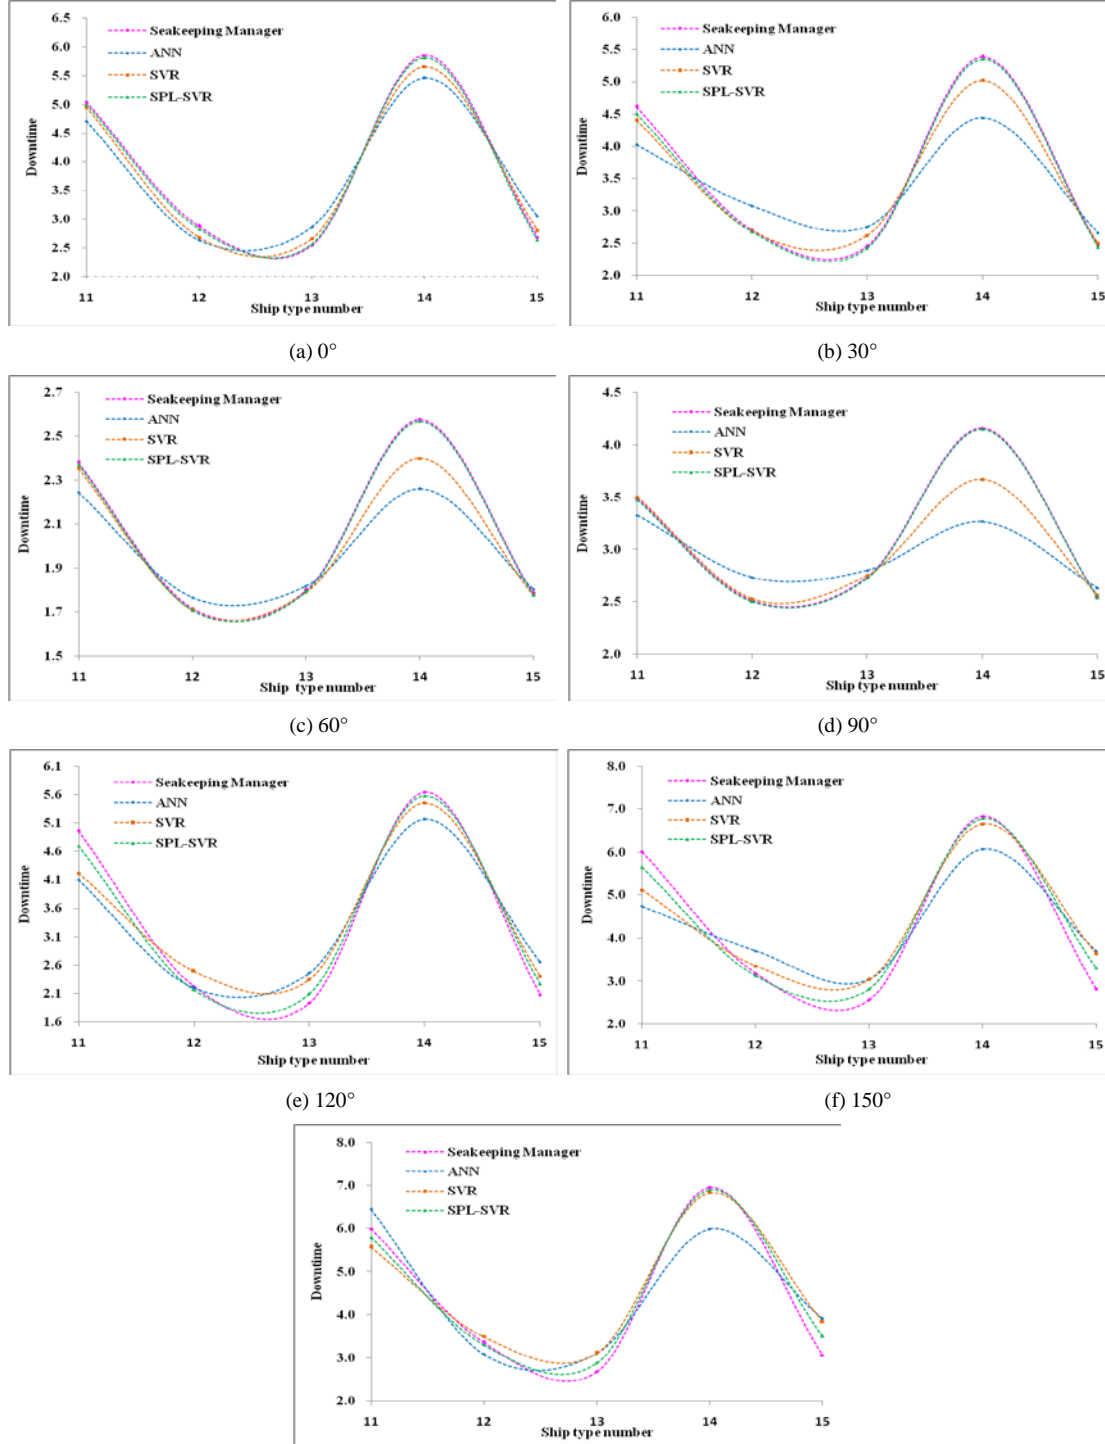 6.5
6.0
5.5
5.0
4.5
4.0
3.5
3.0
2.5
2.0
Downtime
Seakeeping Manager
ANN
SVR
SPL-SVR
11 12 13 14 15
Ship type number
(a) 0°
6.0
5.5
5.0
4.5
4.0
3.5
3.0
2.5
2.0
Downtime
Seakeeping Manager
ANN
SVR
SPL-SVR
11 12 13 14 15
Ship type number
(b) 30°
2.7
2.5
2.3
2.1
1.9
1.7
1.5
Downtime
Seakeeping Manager
ANN
SVR
SPL-SVR
11 12 13 14 15
Ship type number
(c) 60°
4.5
4.0
3.5
3.0
2.5
2.0
Downtime
Seakeeping Manager
ANN
SVR
SPL-SVR
11 12 13 14 15
Ship type number
(d) 90°
6.1
5.6
5.1
4.6
4.1
3.6
3.1
2.6
2.1
1.6
Downtime
Seakeeping Manager
ANN
SVR
SPL-SVR
11 12 13 14 15
Ship type number
(e) 120°
8.0
7.0
6.0
5.0
4.0
3.0
2.0
Downtime
Seakeeping Manager
ANN
SVR
SPL-SVR
11 12 13 14 15
Ship type number
(f) 150°
8.0
7.0
6.0
5.0
4.0
3.0
2.0
Downtime
Seakeeping Manager
ANN
SVR
SPL-SVR
11 12 13 14 15
Ship type number